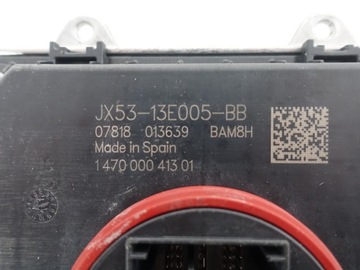 JX53-13E005-BB
07818 013639 BAM8H
Made in Spain
1 470 000 413 01